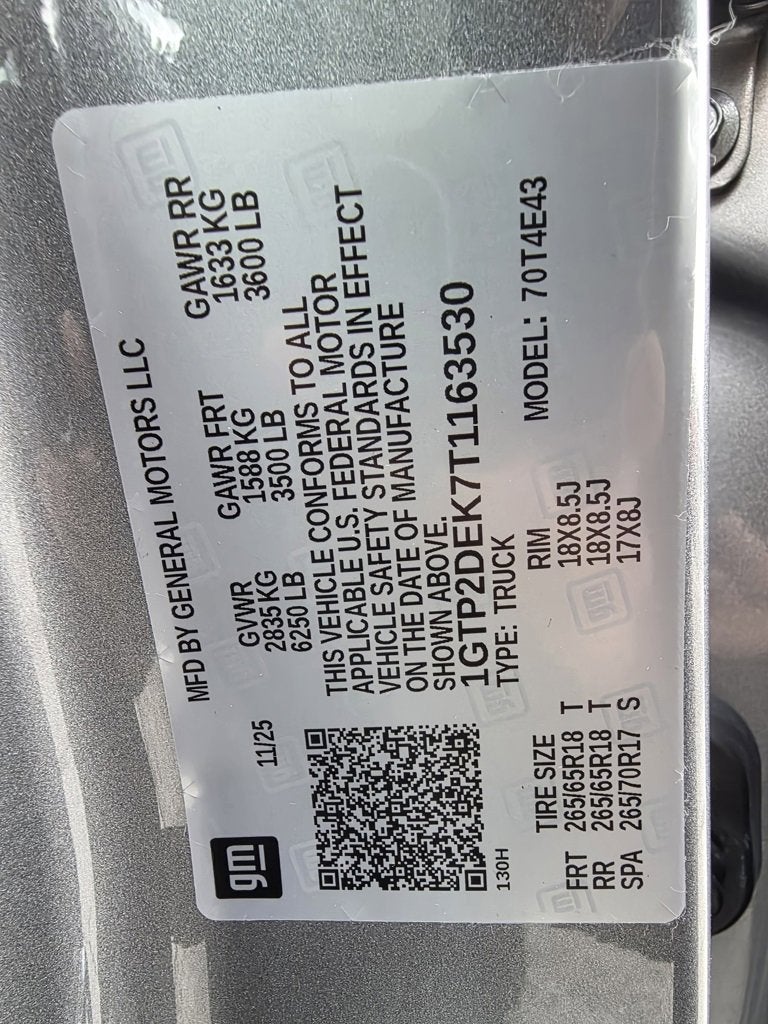 gm
MFD BY GENERAL MOTORS LLC
11/25
GVWR GAWR FRT GAWR RR
2835 KG 1588 KG 1633 KG
6250 LB 3500 LB 3600 LB
THIS VEHICLE CONFORMS TO ALL
APPLICABLE U.S. FEDERAL MOTOR
VEHICLE SAFETY STANDARDS IN EFFECT
ON THE DATE OF MANUFACTURE
SHOWN ABOVE.
1GTP2DEK7T1163530
TYPE: TRUCK MODEL: 70T4E43
130H
TIRE SIZE RIM
FRT 265/65R18 T 18X8.5J
RR 265/65R18 T 18X8.5J
SPA 265/70R17 S 17X8J